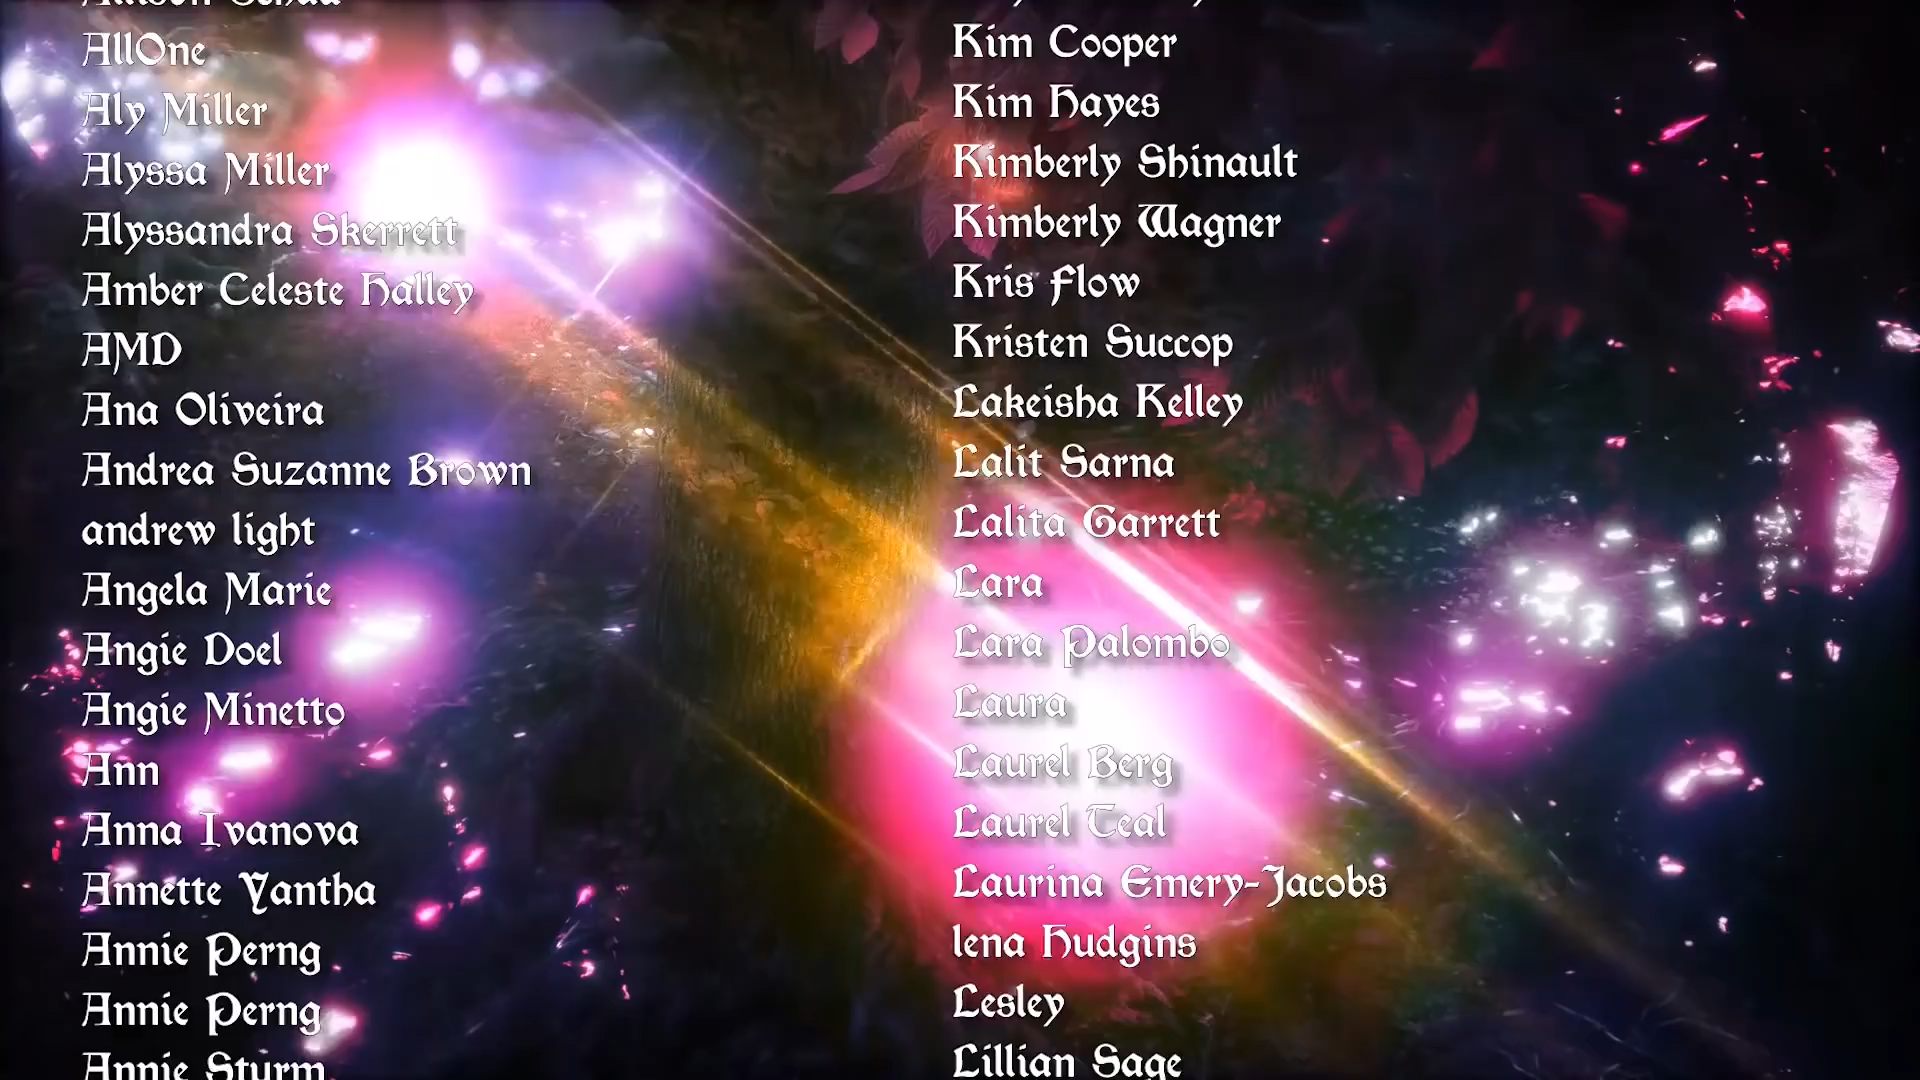 AllOne
Aly Miller
Alyssa Miller
Alyssandra Skerrett
Amber Celeste Halley
AMD
Ana Oliveira
Andrea Suzanne Brown
andrew light
Angela Marie
Angie Doel
Angie Minetto
Ann
Anna Ivanova
Annette Yantha
Annie Perng
Annie Perng
Annie Sturm
Kim Cooper
Kim Hayes
Kimberly Shinault
Kimberly Wagner
Kris Flow
Kristen Succop
Lakeisha Kelley
Lalit Sarna
Lalita Garrett
Lara
Lara Palombo
Laura
Laurel Berg
Laurel Teal
Laurina Emery-Jacobs
lena Hudgins
Lesley
Lillian Sage